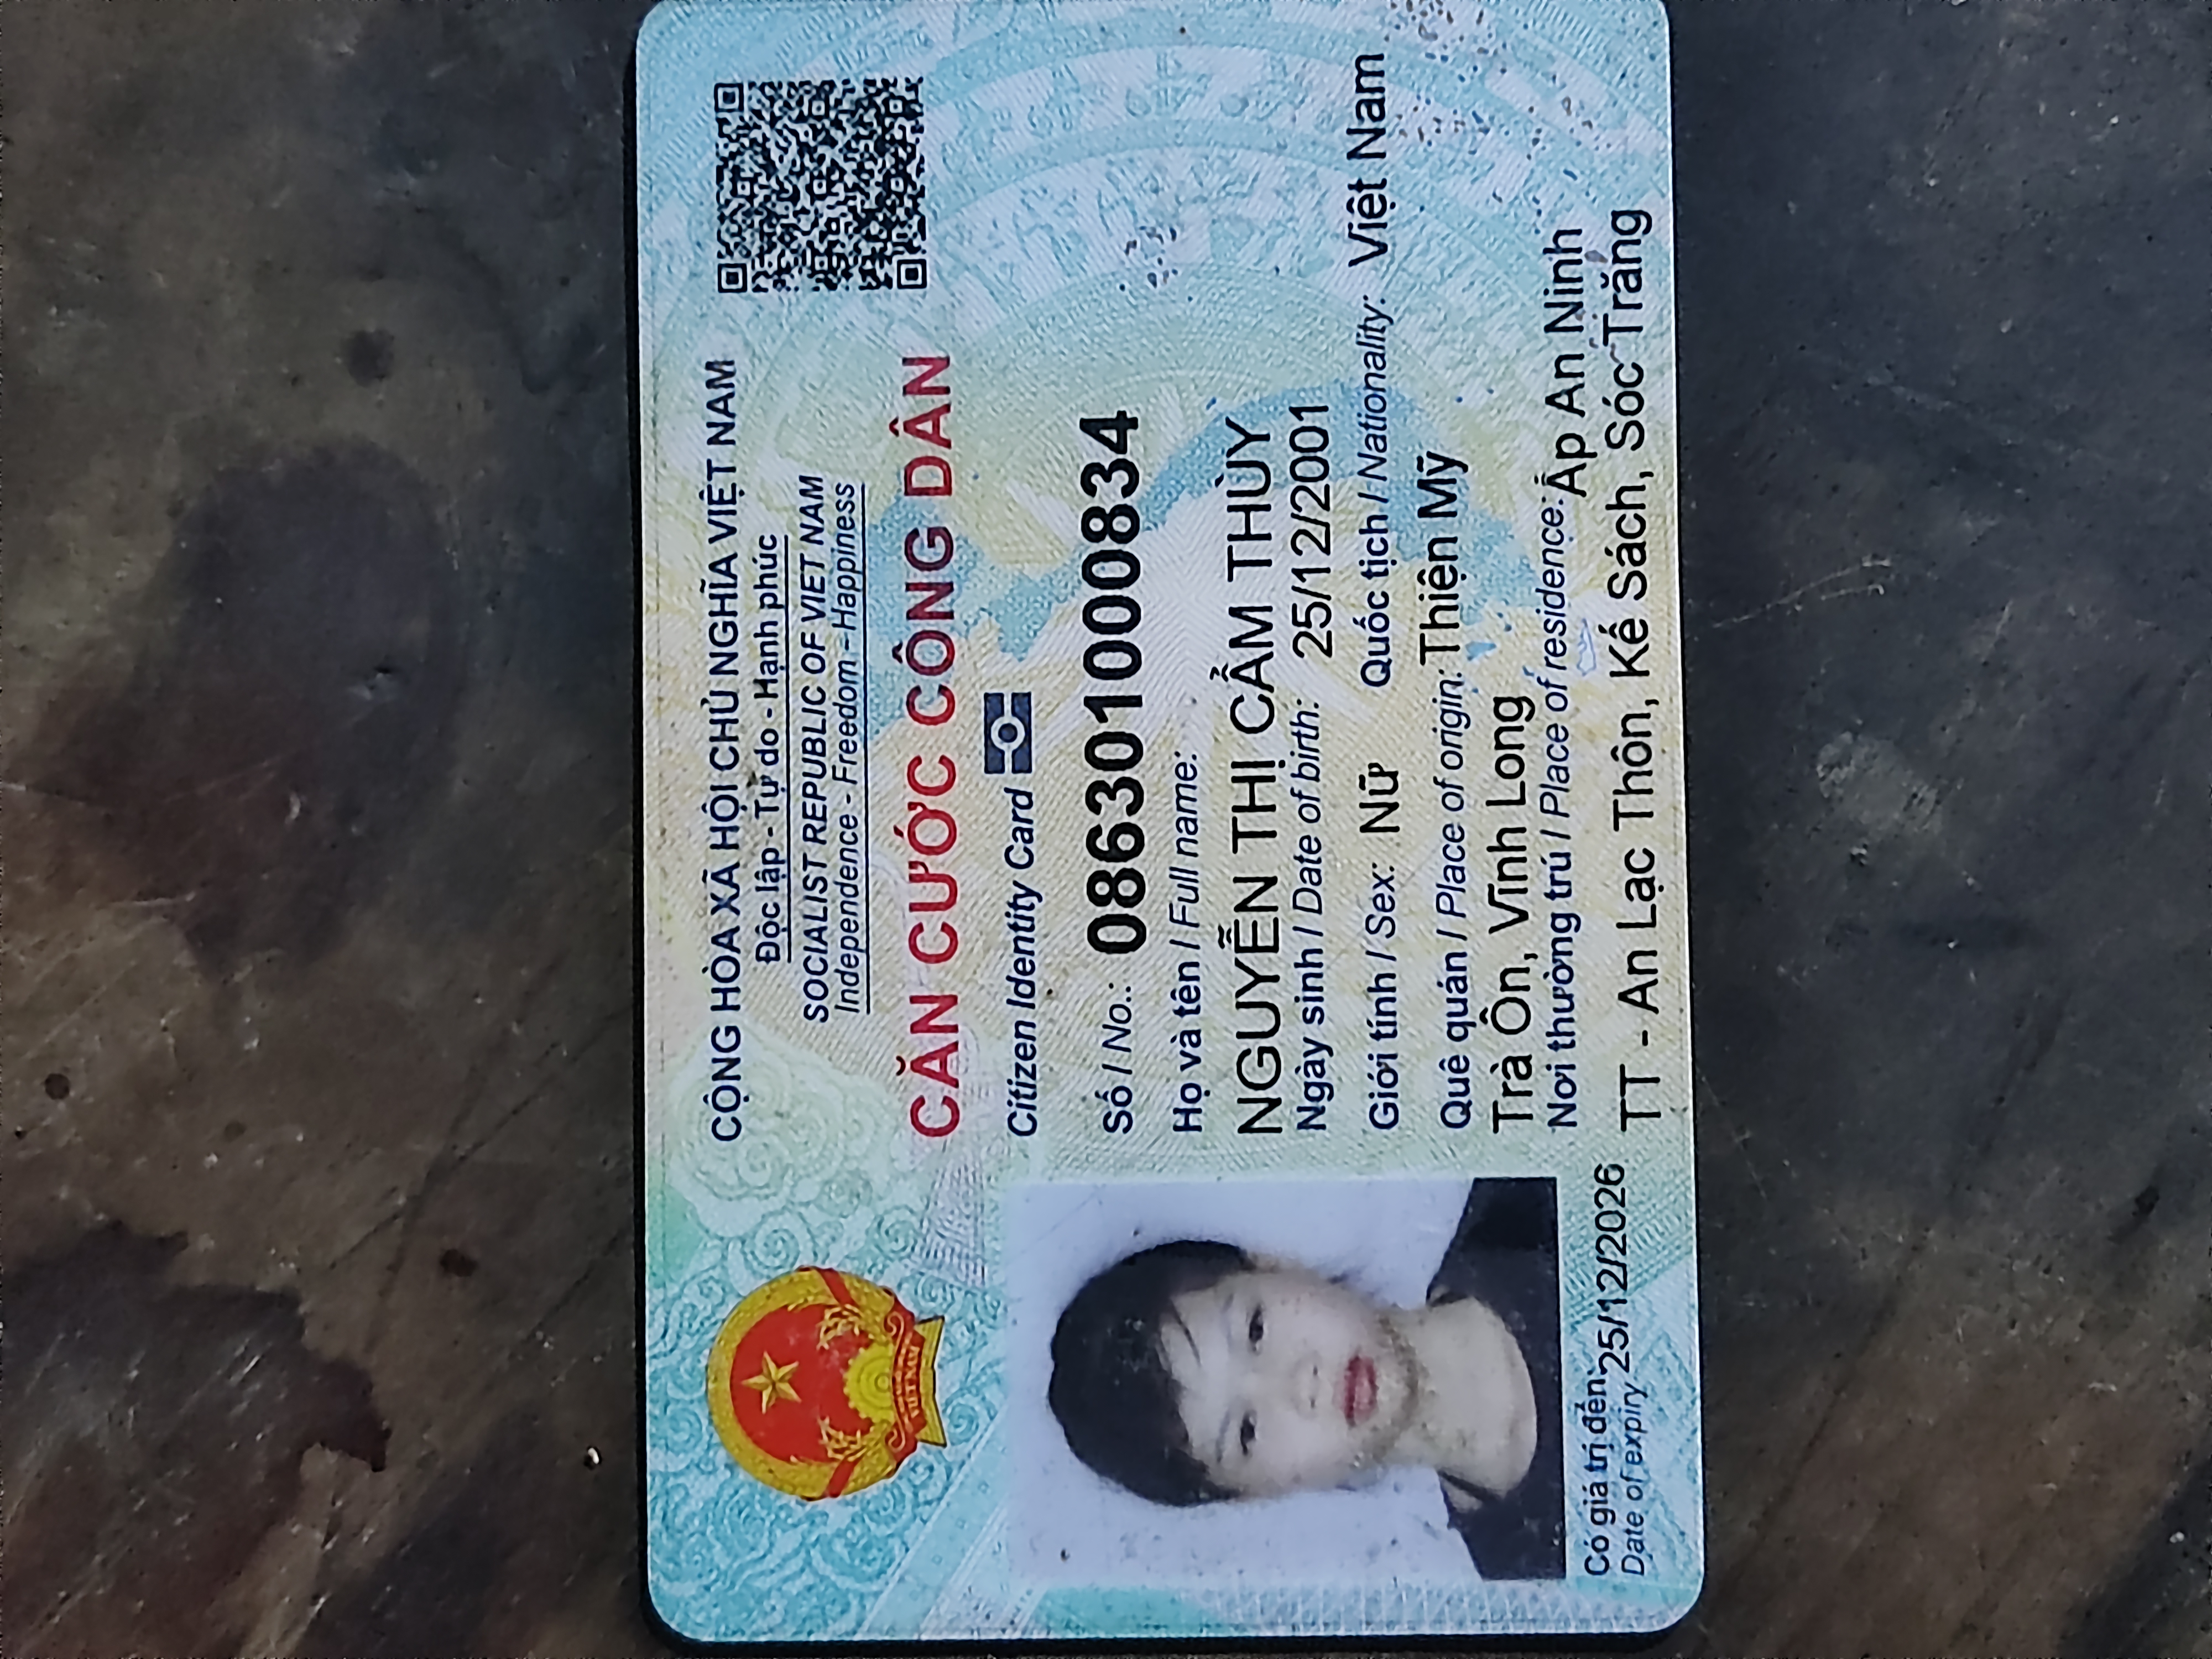 CỘNG HÒA XÃ HỘI CHỦ NGHĨA VIỆT NAM
Độc lập - Tự do - Hạnh phúc
SOCIALIST REPUBLIC OF VIET NAM
Independence - Freedom - Happiness
CĂN CƯỚC CÔNG DÂN
Citizen Identity Card
Số / No.: 086301000834
Họ và tên / Full name:
NGUYỄN THỊ CẨM THÙY
Ngày sinh / Date of birth: 25/12/2001
Giới tính / Sex: Nữ Quốc tịch / Nationality: Việt Nam
Quê quán / Place of origin: Thiện Mỹ
Trà Ôn, Vĩnh Long
Nơi thường trú / Place of residence: Ấp An Ninh
TT - An Lạc Thôn, Kế Sách, Sóc Trăng
Có giá trị đến: 25/12/2026
Date of expiry
VIỆT NAM